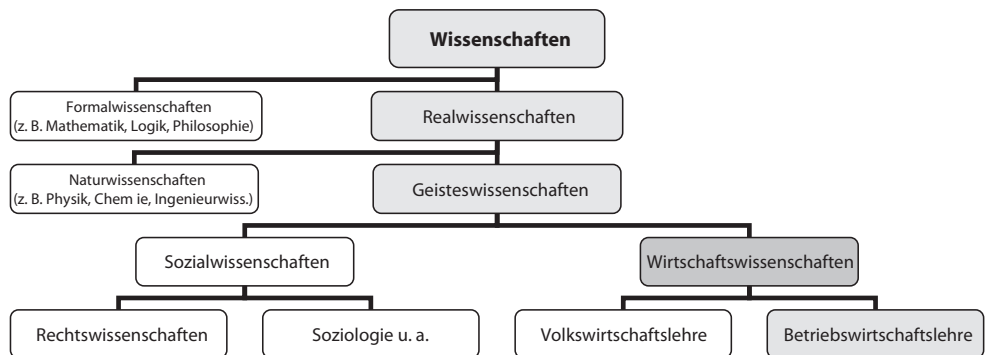 Wissenschaften
Formalwissenschaften
(z. B. Mathematik, Logik, Philosophie)
Realwissenschaften
Naturwissenschaften
(z. B. Physik, Chem ie, Ingenieurwiss.)
Geisteswissenschaften
Sozialwissenschaften
Wirtschaftswissenschaften
Rechtswissenschaften
Soziologie u. a.
Volkswirtschaftslehre
Betriebswirtschaftslehre